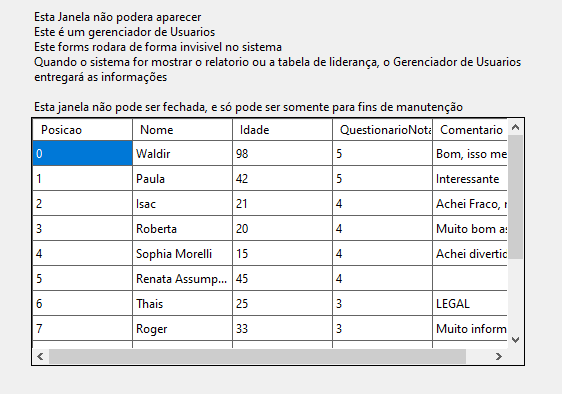 Esta Janela não podera aparecer
Este é um gerenciador de Usuarios
Este forms rodara de forma invisivel no sistema
Quando o sistema for mostrar o relatorio ou a tabela de liderança, o Gerenciador de Usuarios
entregará as informações
Esta janela não pode ser fechada, e só pode ser somente para fins de manutenção
Posicao Nome Idade QuestionarioNota Comentario
0 Waldir 98 5 Bom, isso me
1 Paula 42 5 Interessante
2 Isac 21 4 Achei Fraco,
3 Roberta 20 4 Muito bom as
4 Sophia Morelli 15 4 Achei divertid
5 Renata Assump... 45 4
6 Thais 25 3 LEGAL
7 Roger 33 3 Muito inform